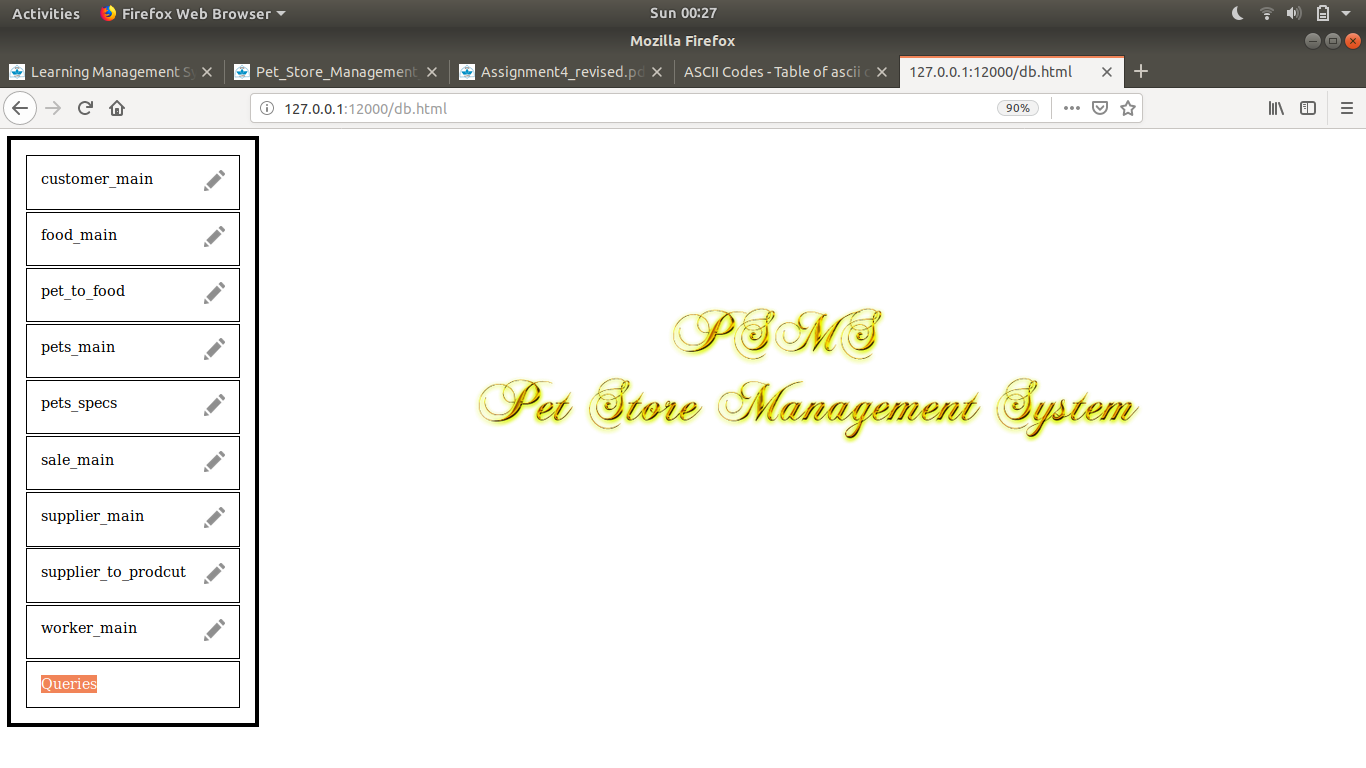 Activities Firefox Web Browser Sun 00:27
Mozilla Firefox
Learning Management Sy Pet_Store_Management_ Assignment4_revised.pd ASCII Codes - Table of ascii c 127.0.0.1:12000/db.html
127.0.0.1:12000/db.html 90%
customer_main
food_main
pet_to_food
pets_main
pets_specs
sale_main
supplier_main
supplier_to_prodcut
worker_main
Queries
PSMS
Pet Store Management System